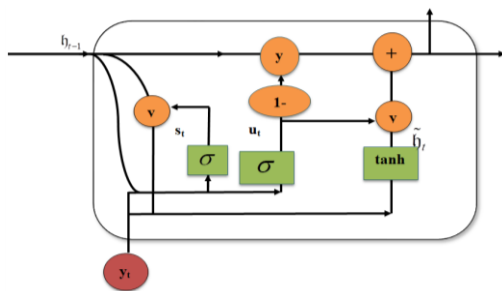 𝔥ₜ₋₁
y
+
1-
v
v
sₜ
uₜ
𝔥̃ₜ
σ
σ
tanh
yₜ